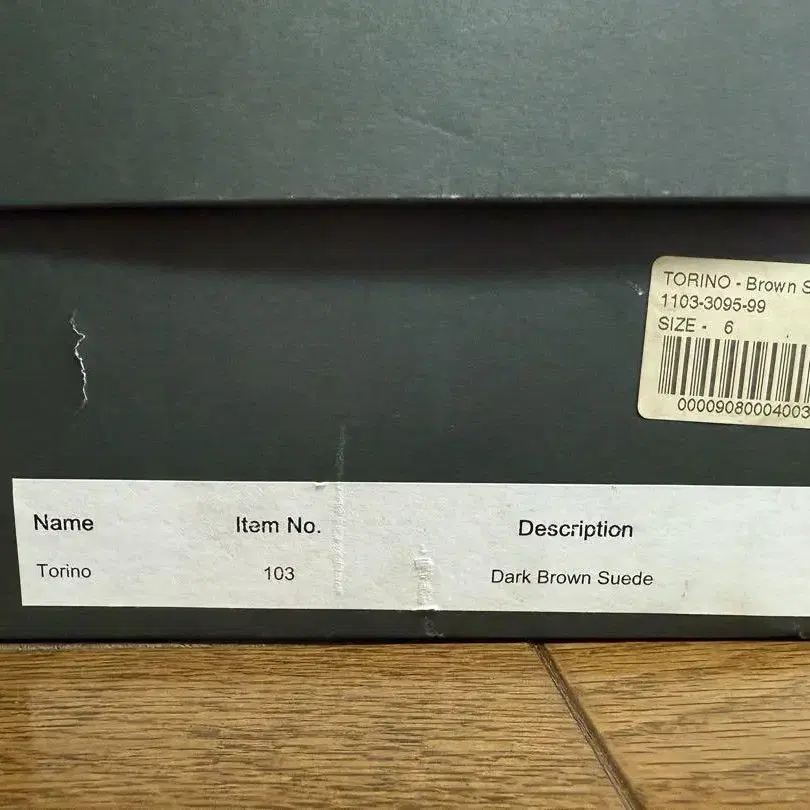 TORINO - Brown S
1103-3095-99
SIZE - 6
00009080004003
Name Item No. Description
Torino 103 Dark Brown Suede